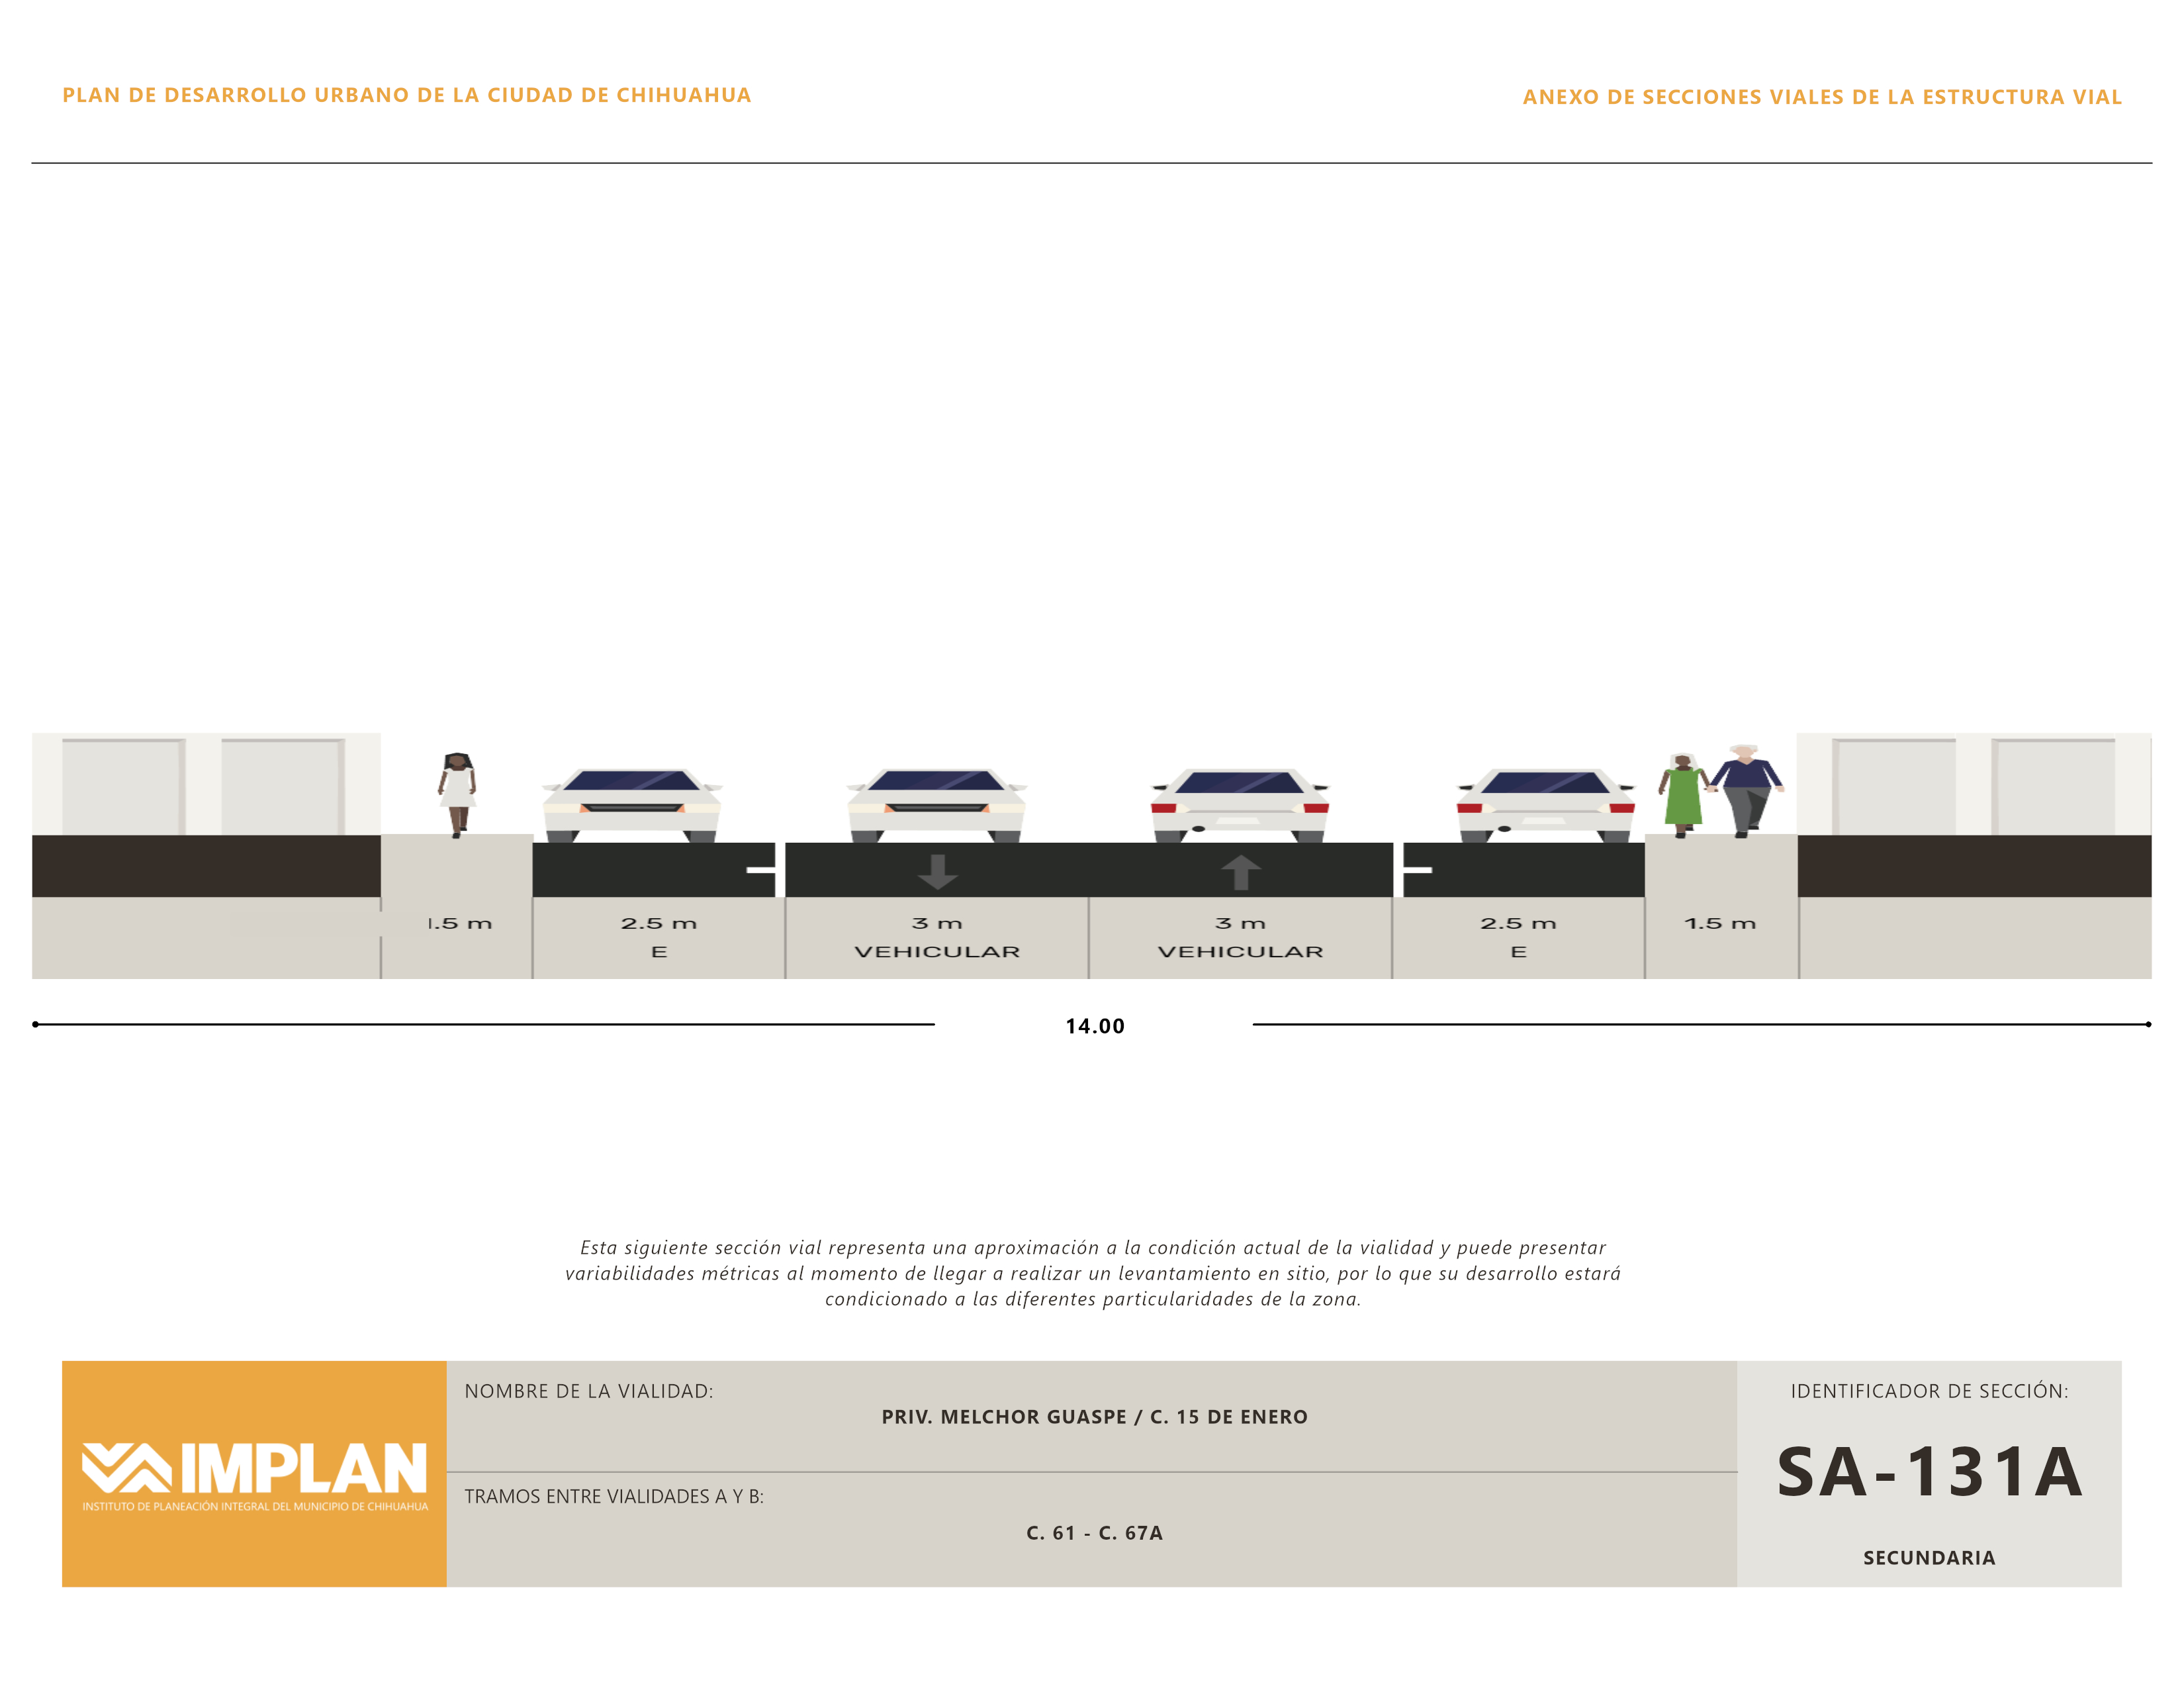 PLAN DE DESARROLLO URBANO DE LA CIUDAD DE CHIHUAHUA
ANEXO DE SECCIONES VIALES DE LA ESTRUCTURA VIAL
1.5 m 2.5 m 3 m 3 m 2.5 m 1.5 m
E VEHICULAR VEHICULAR E
14.00
Esta siguiente sección vial representa una aproximación a la condición actual de la vialidad y puede presentar
variabilidades métricas al momento de llegar a realizar un levantamiento en sitio, por lo que su desarrollo estará
condicionado a las diferentes particularidades de la zona.
IMPLAN
INSTITUTO DE PLANEACIÓN INTEGRAL DEL MUNICIPIO DE CHIHUAHUA
NOMBRE DE LA VIALIDAD:
PRIV. MELCHOR GUASPE / C. 15 DE ENERO
TRAMOS ENTRE VIALIDADES A Y B:
C. 61 - C. 67A
IDENTIFICADOR DE SECCIÓN:
SA-131A
SECUNDARIA